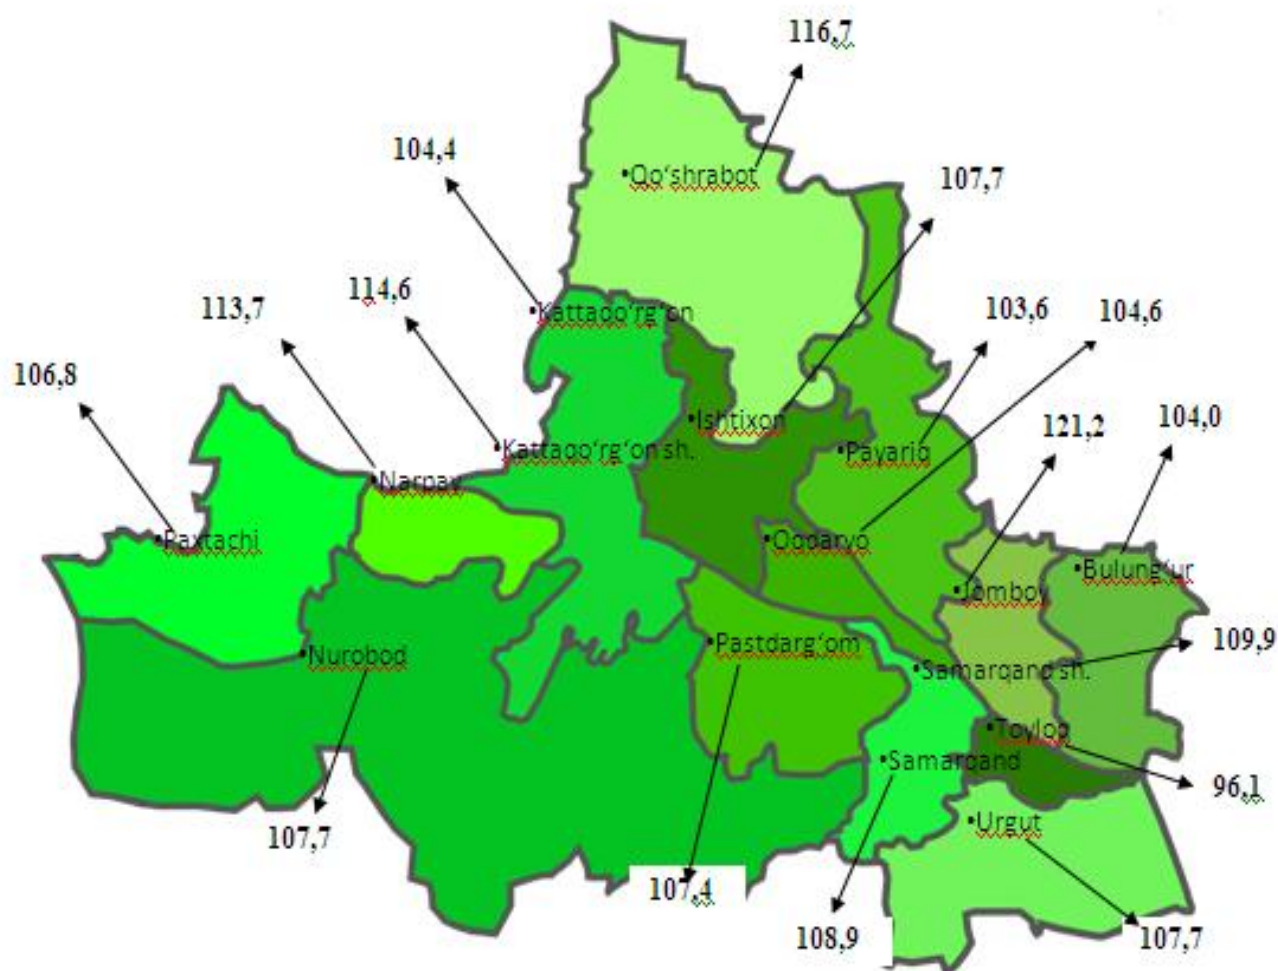 116,7
104,4
•Qo‘shrabot
107,7
114,6
113,7
•Kattaqo‘rg‘on
103,6
104,6
106,8
•Ishtixon
121,2
104,0
•Kattaqo‘rg‘on sh.
•Payariq
•Narpay
•Paxtachi
•Oqdaryo
•Bulung‘ur
•Jomboy
109,9
•Nurobod
•Pastdarg‘om
•Samarqand sh.
•Toyloq
•Samarqand
96,1
•Urgut
107,7
107,4
108,9
107,7